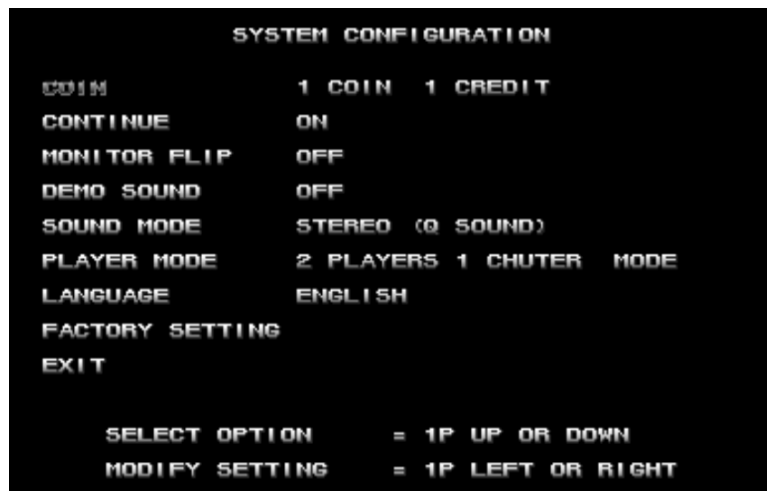 SYSTEM CONFIGURATION
COIN 1 COIN 1 CREDIT
CONTINUE ON
MONITOR FLIP OFF
DEMO SOUND OFF
SOUND MODE STEREO (Q SOUND)
PLAYER MODE 2 PLAYERS 1 CHUTER MODE
LANGUAGE ENGLISH
FACTORY SETTING
EXIT
SELECT OPTION = 1P UP OR DOWN
MODIFY SETTING = 1P LEFT OR RIGHT